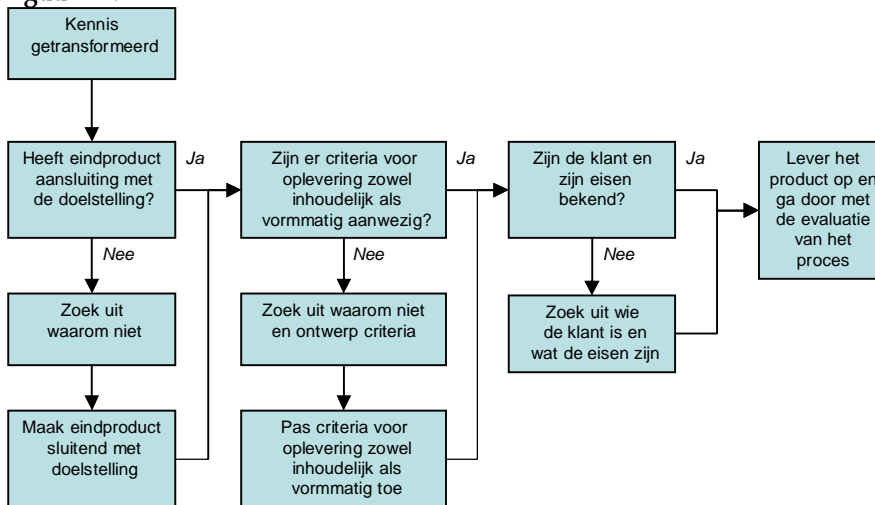 Kennis
getransformeerd
Heeft eindproduct
aansluiting met
de doelstelling?
Ja
Nee
Zoek uit
waarom niet
Maak eindproduct
sluitend met
doelstelling
Zijn er criteria voor
oplevering zowel
inhoudelijk als
vormmatig aanwezig?
Ja
Nee
Zoek uit waarom niet
en ontwerp criteria
Pas criteria voor
oplevering zowel
inhoudelijk als
vormmatig toe
Zijn de klant en
zijn eisen
bekend?
Ja
Nee
Zoek uit wie
de klant is en
wat de eisen zijn
Lever het
product op en
ga door met
de evaluatie
van het
proces